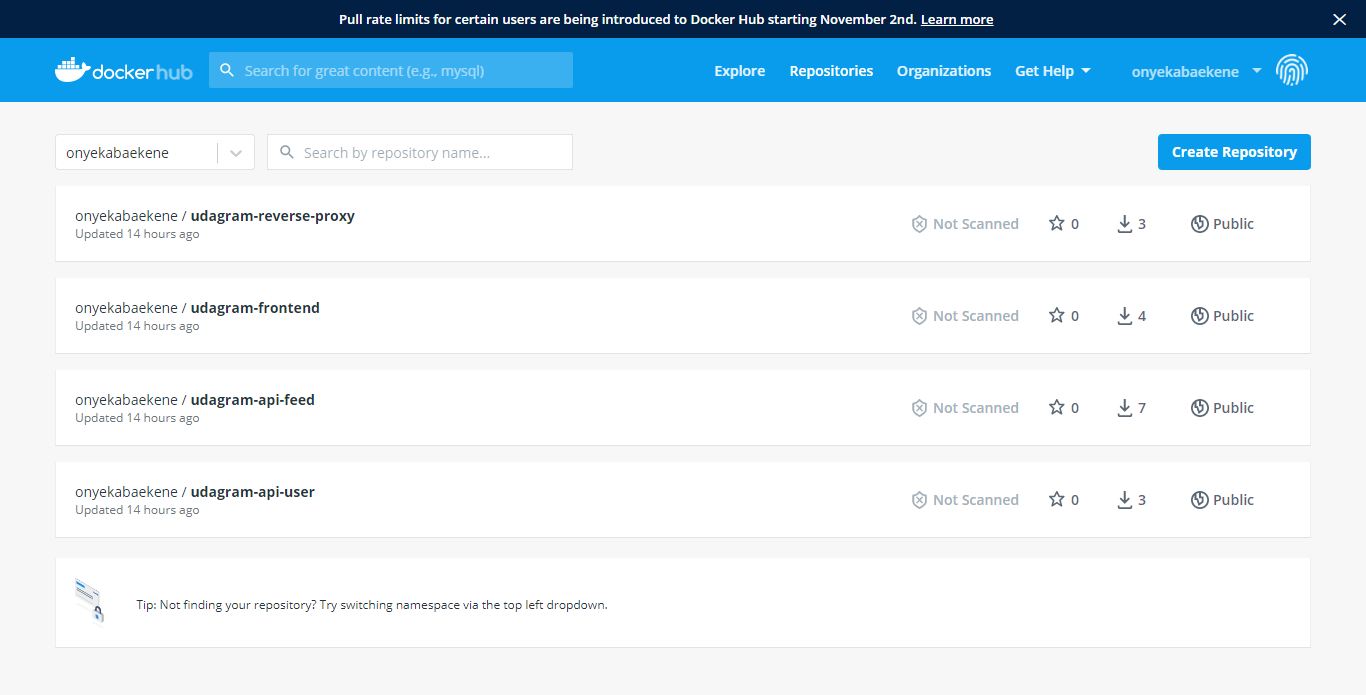 Pull rate limits for certain users are being introduced to Docker Hub starting November 2nd. Learn more
dockerhub Search for great content (e.g., mysql) Explore Repositories Organizations Get Help onyekabaekene
onyekabaekene Search by repository name... Create Repository
onyekabaekene / udagram-reverse-proxy
Updated 14 hours ago
Not Scanned 0 3 Public
onyekabaekene / udagram-frontend
Updated 14 hours ago
Not Scanned 0 4 Public
onyekabaekene / udagram-api-feed
Updated 14 hours ago
Not Scanned 0 7 Public
onyekabaekene / udagram-api-user
Updated 14 hours ago
Not Scanned 0 3 Public
Tip: Not finding your repository? Try switching namespace via the top left dropdown.